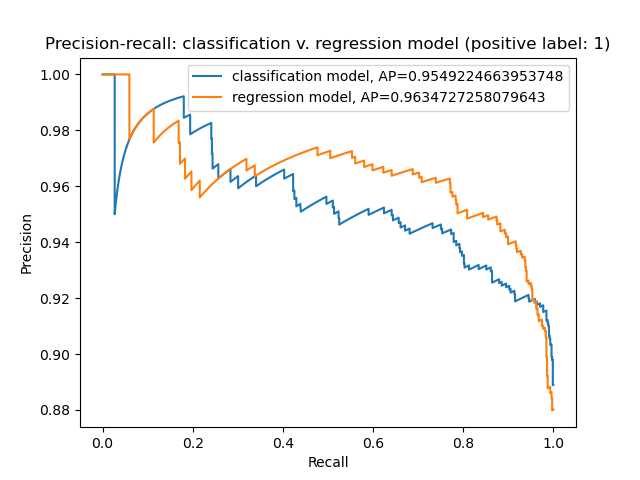 Precision-recall: classification v. regression model (positive label: 1)
classification model, AP=0.9549224663953748
regression model, AP=0.9634727258079643
1.00
0.98
0.96
0.94
0.92
0.90
0.88
Precision
0.0 0.2 0.4 0.6 0.8 1.0
Recall